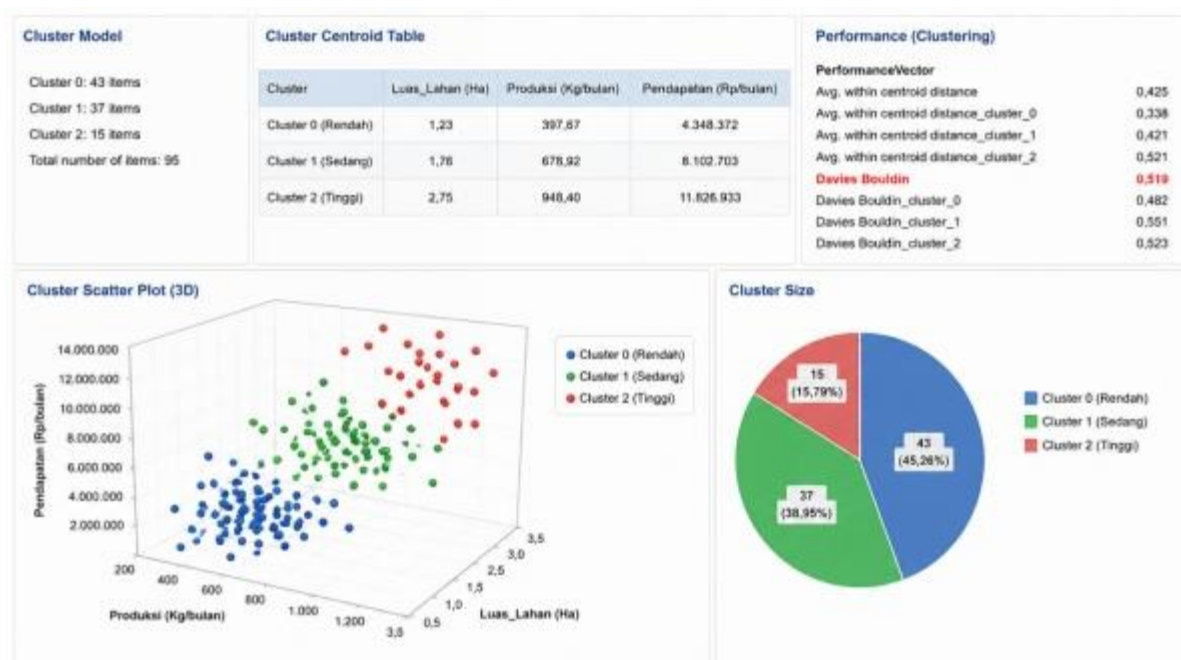 Cluster Model
Cluster 0: 43 items
Cluster 1: 37 items
Cluster 2: 15 items
Total number of items: 95
Cluster Centroid Table
Cluster Luas_Lahan (Ha) Produksi (Kg/bulan) Pendapatan (Rp/bulan)
Cluster 0 (Rendah) 1,23 397,67 4.348.372
Cluster 1 (Sedang) 1,76 678,92 8.102.703
Cluster 2 (Tinggi) 2,75 948,40 11.826.933
Performance (Clustering)
PerformanceVector
Avg. within centroid distance 0,425
Avg. within centroid distance_cluster_0 0,338
Avg. within centroid distance_cluster_1 0,421
Avg. within centroid distance_cluster_2 0,521
Davies Bouldin 0,519
Davies Bouldin_cluster_0 0,482
Davies Bouldin_cluster_1 0,551
Davies Bouldin_cluster_2 0,523
Cluster Scatter Plot (3D)
Pendapatan (Rp/bulan)
14.000.000
12.000.000
10.000.000
8.000.000
6.000.000
4.000.000
2.000.000
200
400
600
800
1.000
1.200
3,5
Produksi (Kg/bulan)
0,5
1,0
1,5
2,5
3,0
3,5
Luas_Lahan (Ha)
Cluster 0 (Rendah)
Cluster 1 (Sedang)
Cluster 2 (Tinggi)
Cluster Size
15
(15,79%)
43
(45,26%)
37
(38,95%)
Cluster 0 (Rendah)
Cluster 1 (Sedang)
Cluster 2 (Tinggi)